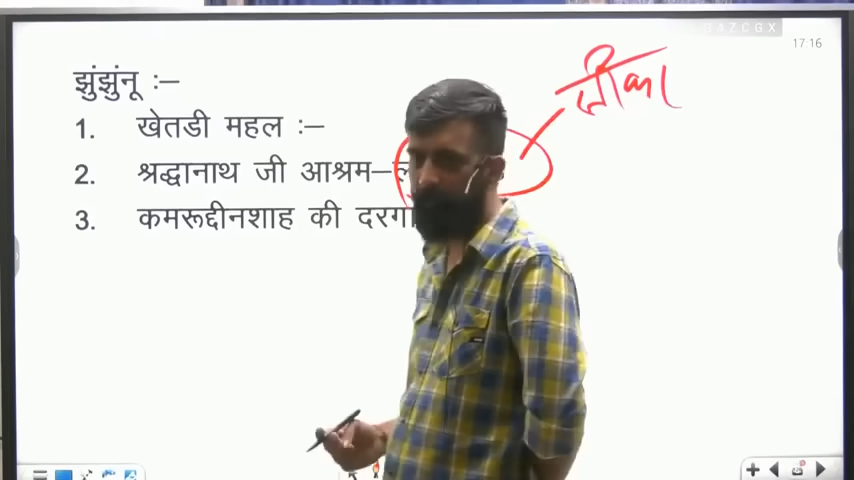 17:16
झुंझुंनू :–
1. खेतडी महल :–
2. श्रद्धानाथ जी आश्रम–ल
3. कमरूद्दीनशाह की दरगा